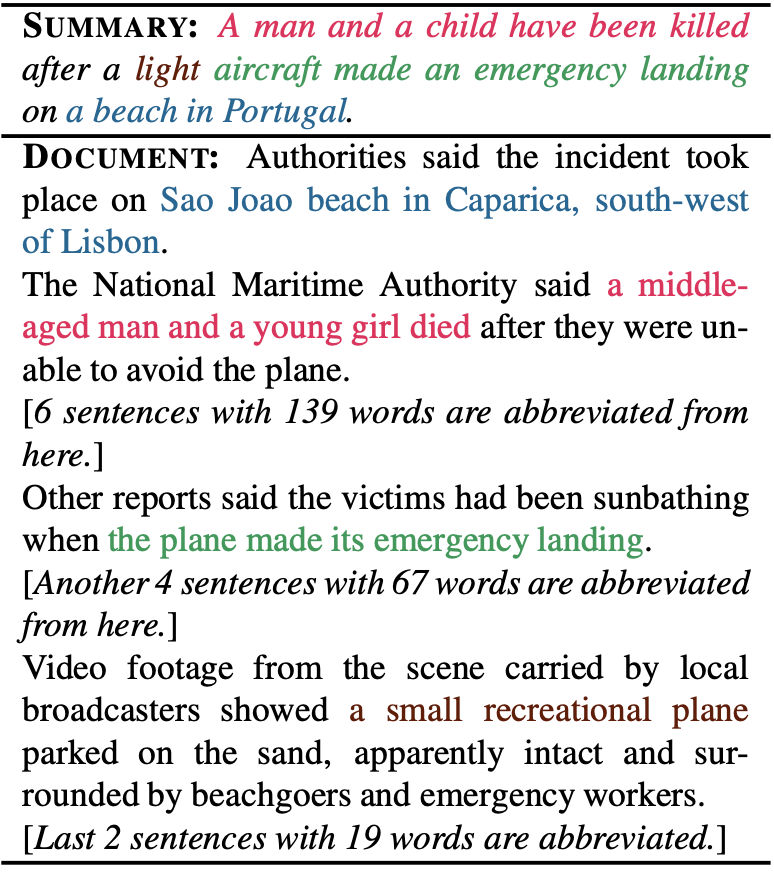 SUMMARY: A man and a child have been killed
after a light aircraft made an emergency landing
on a beach in Portugal.
DOCUMENT: Authorities said the incident took
place on Sao Joao beach in Caparica, south-west
of Lisbon.
The National Maritime Authority said a middle-
aged man and a young girl died after they were un-
able to avoid the plane.
[6 sentences with 139 words are abbreviated from
here.]
Other reports said the victims had been sunbathing
when the plane made its emergency landing.
[Another 4 sentences with 67 words are abbreviated
from here.]
Video footage from the scene carried by local
broadcasters showed a small recreational plane
parked on the sand, apparently intact and sur-
rounded by beachgoers and emergency workers.
[Last 2 sentences with 19 words are abbreviated.]